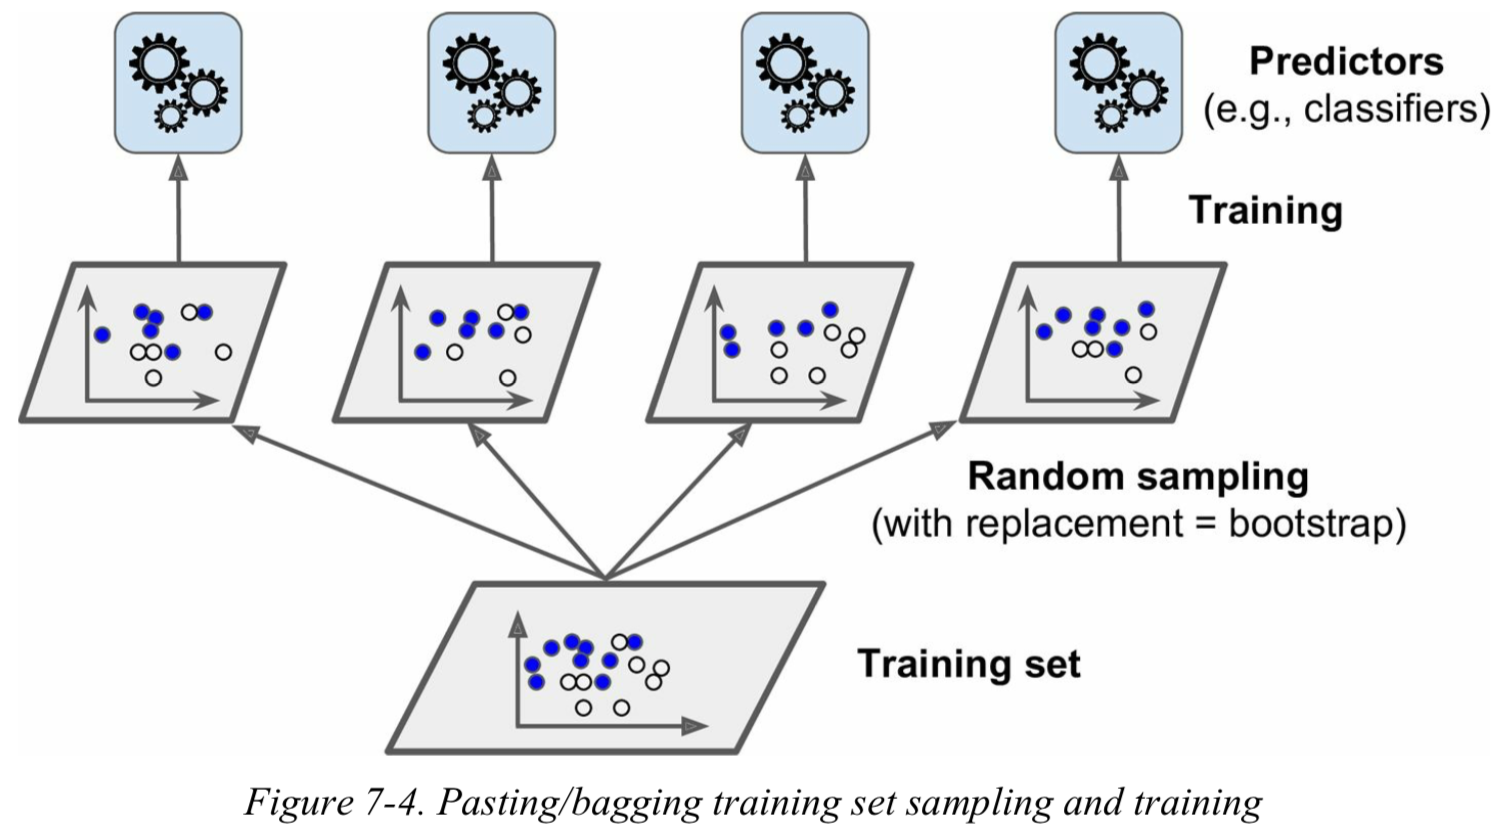 Predictors
(e.g., classifiers)
Training
Random sampling
(with replacement = bootstrap)
Training set
Figure 7-4. Pasting/bagging training set sampling and training